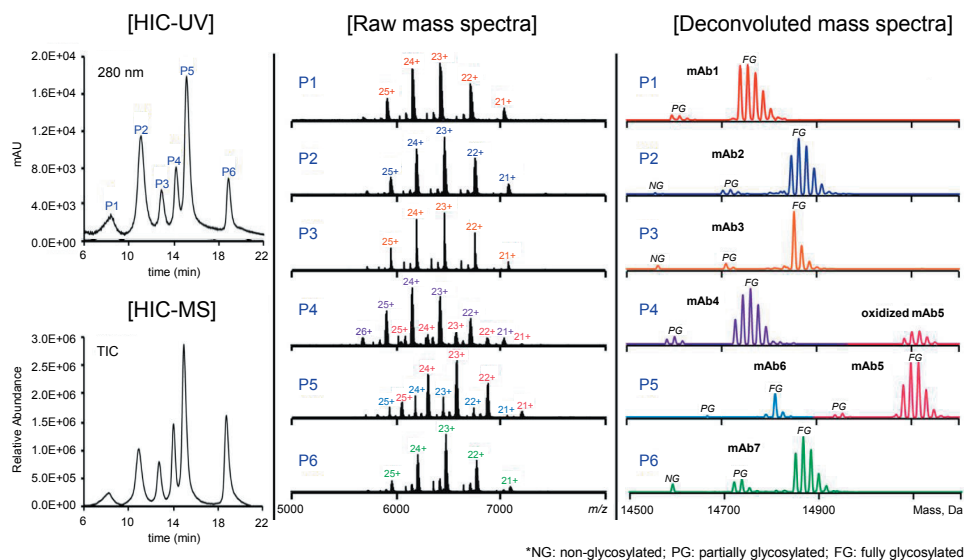 [HIC-UV]
[Raw mass spectra]
[Deconvoluted mass spectra]
2.0E+04
1.6E+04
1.2E+04
8.0E+03
4.0E+03
0.0E+00
mAU
280 nm
P1
P2
P3
P4
P5
P6
6 10 14 18 22
time (min)
[HIC-MS]
TIC
3.0E+6
2.5E+6
2.0E+6
1.5E+6
1.0E+6
5.0E+5
0.0E+0
Relative Abundance
6 10 14 18 22
time (min)
P1
25+ 24+ 23+ 22+ 21+
P2
25+ 24+ 23+ 22+ 21+
P3
25+ 24+ 23+ 22+ 21+
P4
26+ 25+ 24+ 23+ 22+ 21+
25+ 24+ 23+ 22+ 21+
P5
25+ 24+ 23+ 22+ 21+
25+ 24+ 23+ 22+ 21+
P6
25+ 24+ 23+ 22+ 21+
5000 6000 7000 m/z
P1 mAb1 PG FG
P2 mAb2 NG PG FG
P3 mAb3 NG PG FG
P4 mAb4 PG FG oxidized mAb5
P5 mAb6 PG FG mAb5 PG FG
P6 mAb7 NG PG FG
14500 14700 14900 Mass, Da
*NG: non-glycosylated; PG: partially glycosylated; FG: fully glycosylated